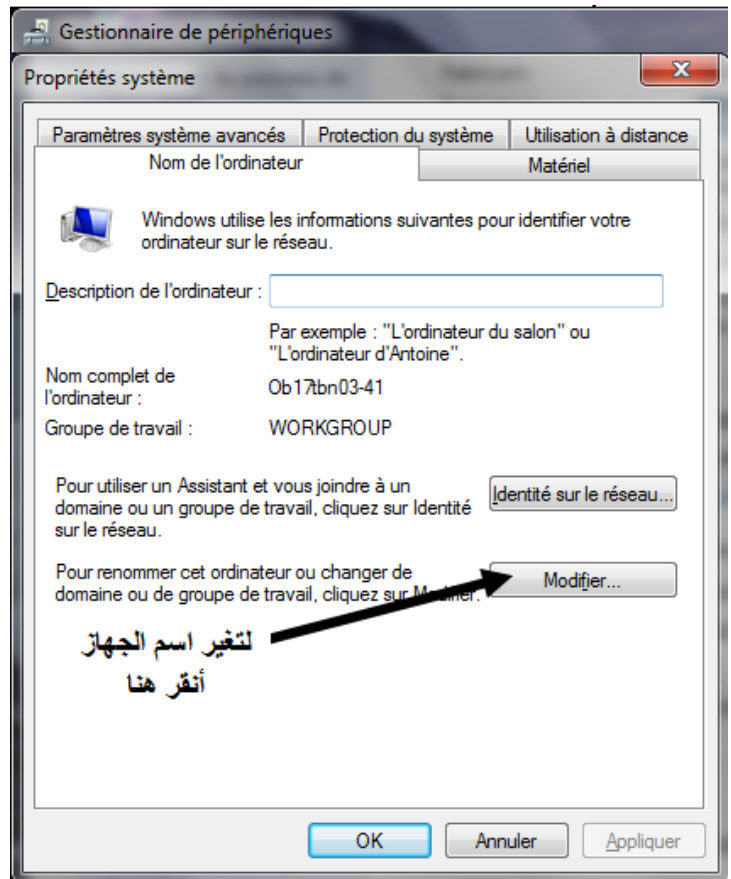 Gestionnaire de périphériques
Propriétés système
Paramètres système avancés
Protection du système
Utilisation à distance
Nom de l'ordinateur
Matériel
Windows utilise les informations suivantes pour identifier votre
ordinateur sur le réseau.
Description de l'ordinateur :
Par exemple : "L'ordinateur du salon" ou
"L'ordinateur d'Antoine".
Nom complet de
l'ordinateur :
Ob17tbn03-41
Groupe de travail :
WORKGROUP
Pour utiliser un Assistant et vous joindre à un
domaine ou un groupe de travail, cliquez sur Identité
sur le réseau.
Identité sur le réseau...
Pour renommer cet ordinateur ou changer de
domaine ou de groupe de travail, cliquez sur Modifier.
Modifier...
لتغير اسم الجهاز
أنقر هنا
OK
Annuler
Appliquer